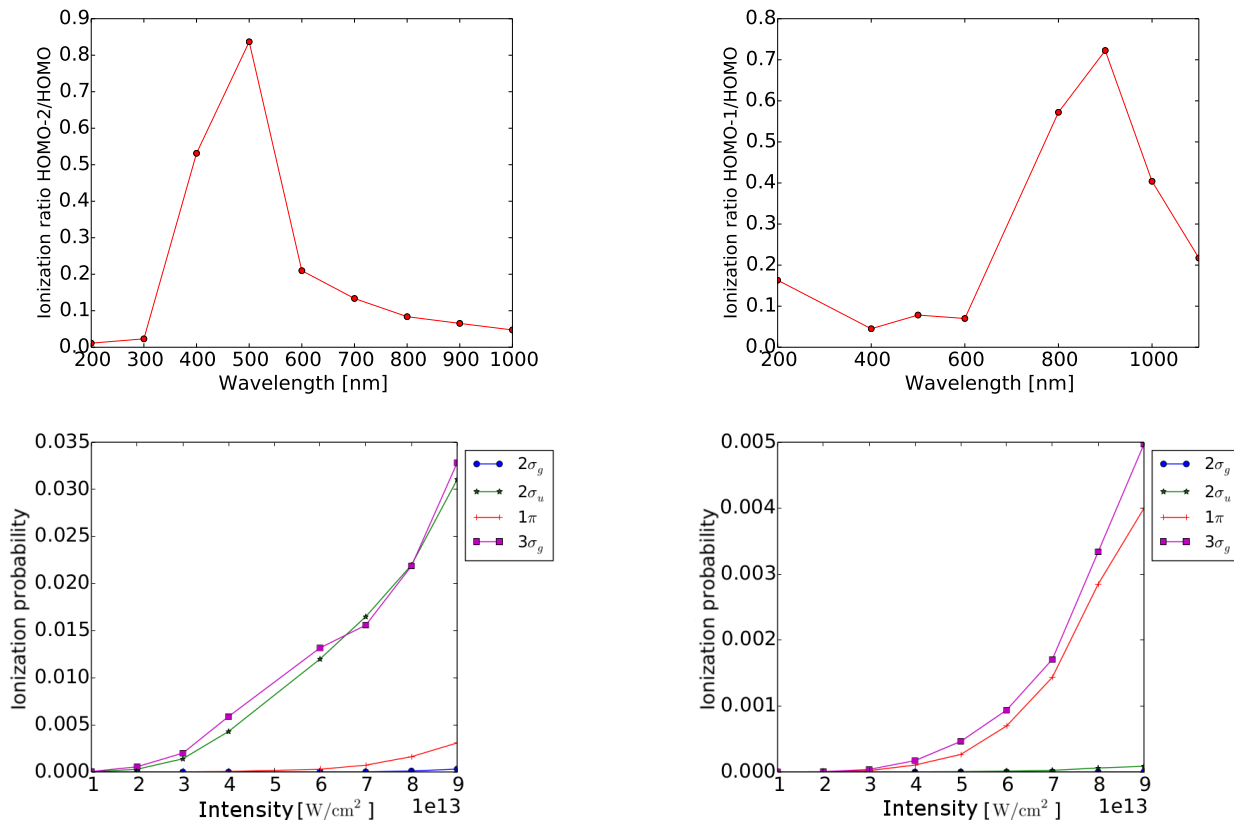 0.9
0.8
0.7
0.6
0.5
0.4
0.3
0.2
0.1
0.0
Ionization ratio HOMO-2/HOMO
200 300 400 500 600 700 800 900 1000
Wavelength [nm]
0.8
0.7
0.6
0.5
0.4
0.3
0.2
0.1
0.0
Ionization ratio HOMO-1/HOMO
200 400 600 800 1000
Wavelength [nm]
0.035
0.030
0.025
0.020
0.015
0.010
0.005
0.000
Ionization probability
1 2 3 4 5 6 7 8 9
1e13
Intensity [W/cm²]
2σg
2σu
1π
3σg
0.005
0.004
0.003
0.002
0.001
0.000
Ionization probability
1 2 3 4 5 6 7 8 9
1e13
Intensity [W/cm²]
2σg
2σu
1π
3σg